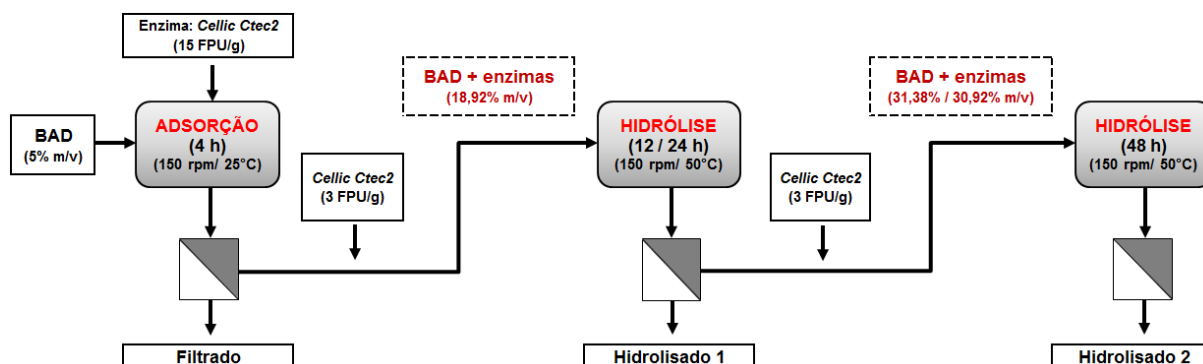 Enzima: Cellic Ctec2
(15 FPU/g)
BAD + enzimas
(18,92% m/v)
BAD + enzimas
(31,38% / 30,92% m/v)
BAD
(5% m/v)
ADSORÇÃO
(4 h)
(150 rpm/ 25°C)
HIDRÓLISE
(12 / 24 h)
(150 rpm/ 50°C)
HIDRÓLISE
(48 h)
(150 rpm/ 50°C)
Cellic Ctec2
(3 FPU/g)
Cellic Ctec2
(3 FPU/g)
Filtrado
Hidrolisado 1
Hidrolisado 2